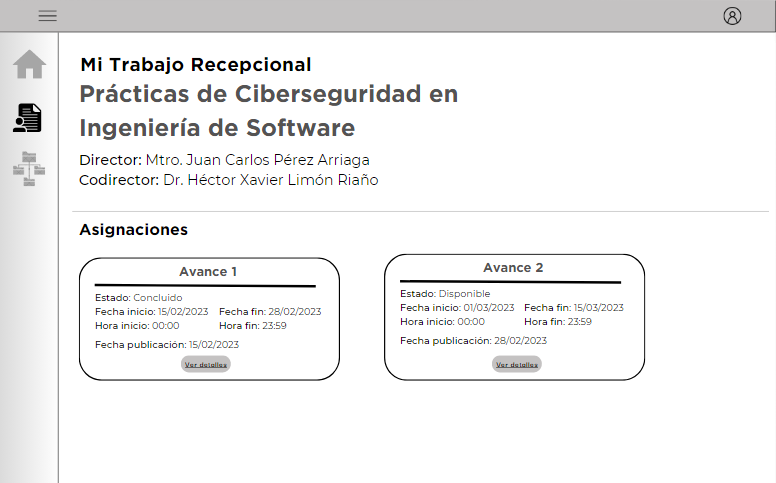 Mi Trabajo Recepcional
Prácticas de Ciberseguridad en
Ingeniería de Software
Director: Mtro. Juan Carlos Pérez Arriaga
Codirector: Dr. Héctor Xavier Limón Riaño
Asignaciones
Avance 1
Estado: Concluído
Fecha inicio: 15/02/2023 Fecha fin: 28/02/2023
Hora inicio: 00:00 Hora fin: 23:59
Fecha publicación: 15/02/2023
Ver detalles
Avance 2
Estado: Disponible
Fecha inicio: 01/03/2023 Fecha fin: 15/03/2023
Hora inicio: 00:00 Hora fin: 23:59
Fecha publicación: 28/02/2023
Ver detalles